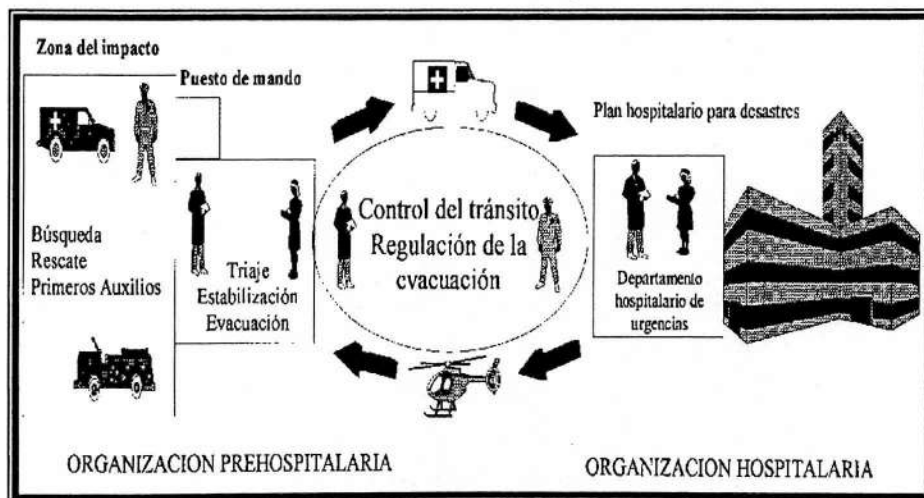 Zona del impacto
Puesto de mando
Búsqueda
Rescate
Primeros Auxilios
Triaje
Estabilización
Evacuación
Control del tránsito
Regulación de la
evacuación
Plan hospitalario para desastres
Departamento
hospitalario de
urgencias
ORGANIZACION PREHOSPITALARIA
ORGANIZACION HOSPITALARIA